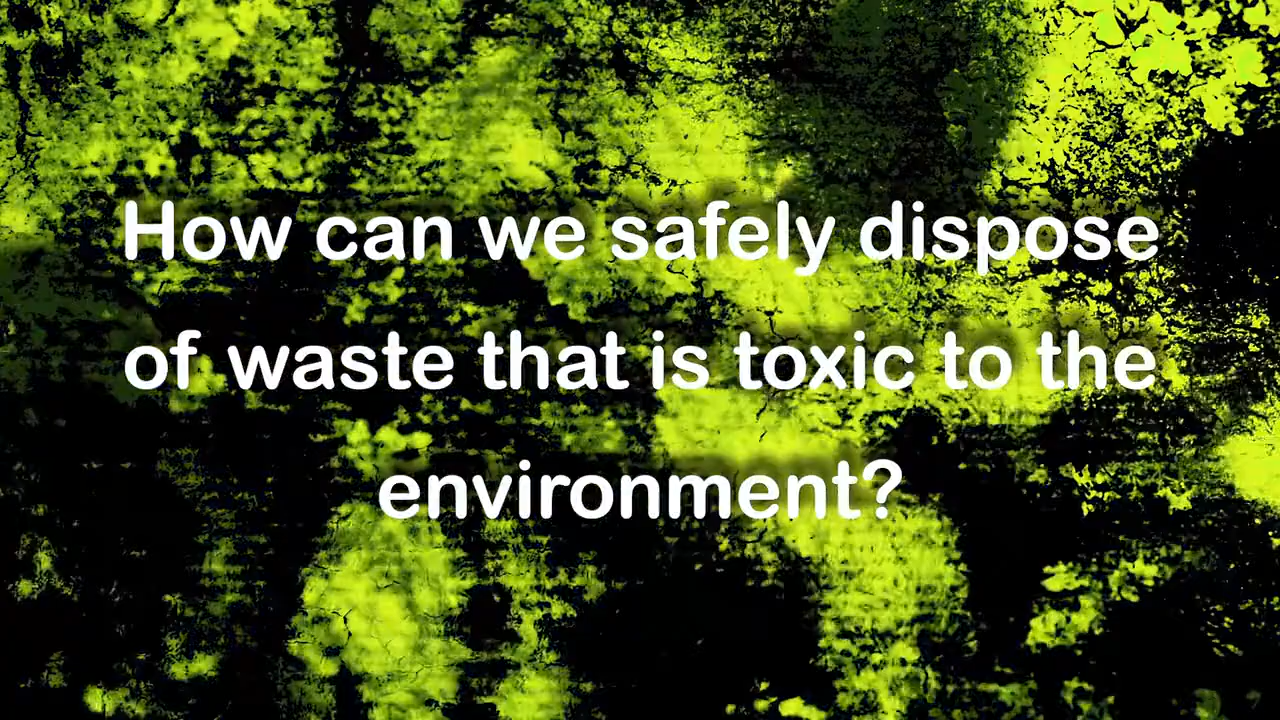 How can we safely dispose
of waste that is toxic to the
environment?